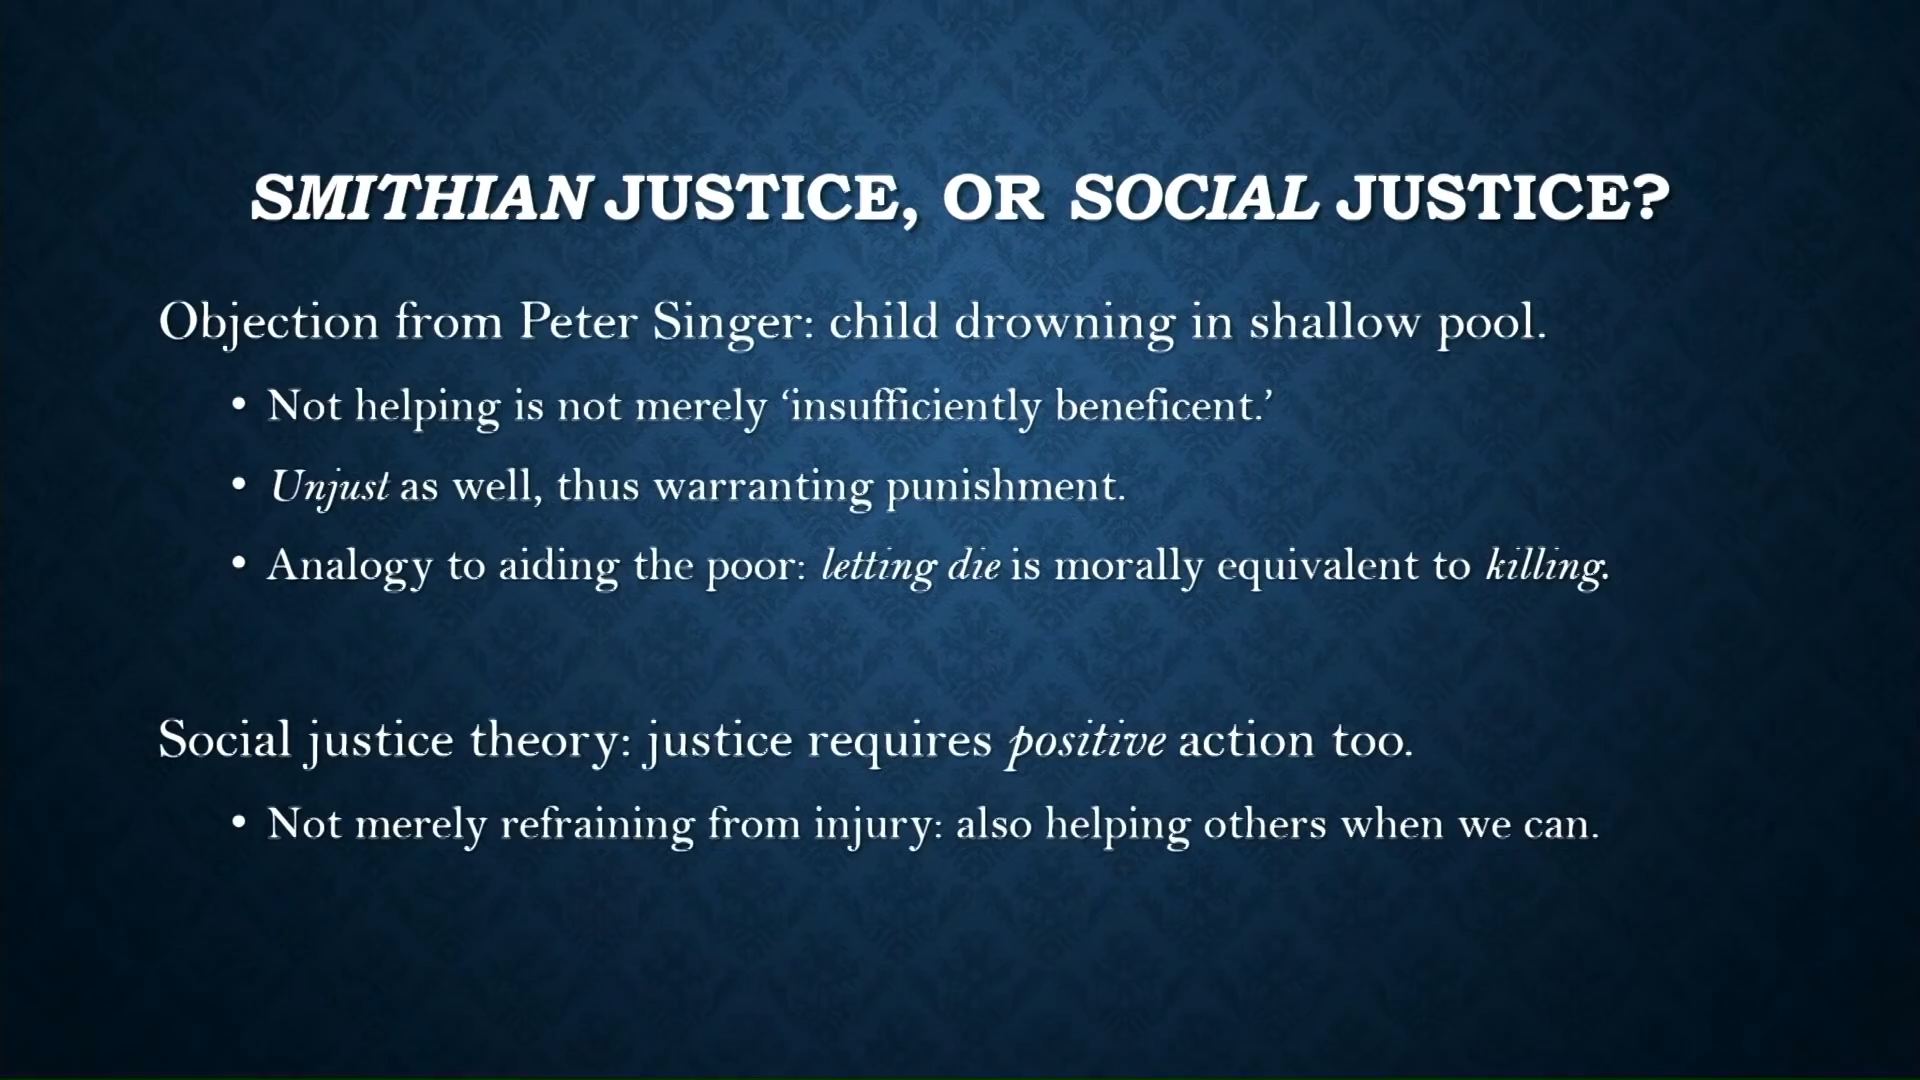 SMITHIAN JUSTICE, OR SOCIAL JUSTICE?
Objection from Peter Singer: child drowning in shallow pool.
• Not helping is not merely ‘insufficiently beneficent.’
• Unjust as well, thus warranting punishment.
• Analogy to aiding the poor: letting die is morally equivalent to killing.
Social justice theory: justice requires positive action too.
• Not merely refraining from injury: also helping others when we can.